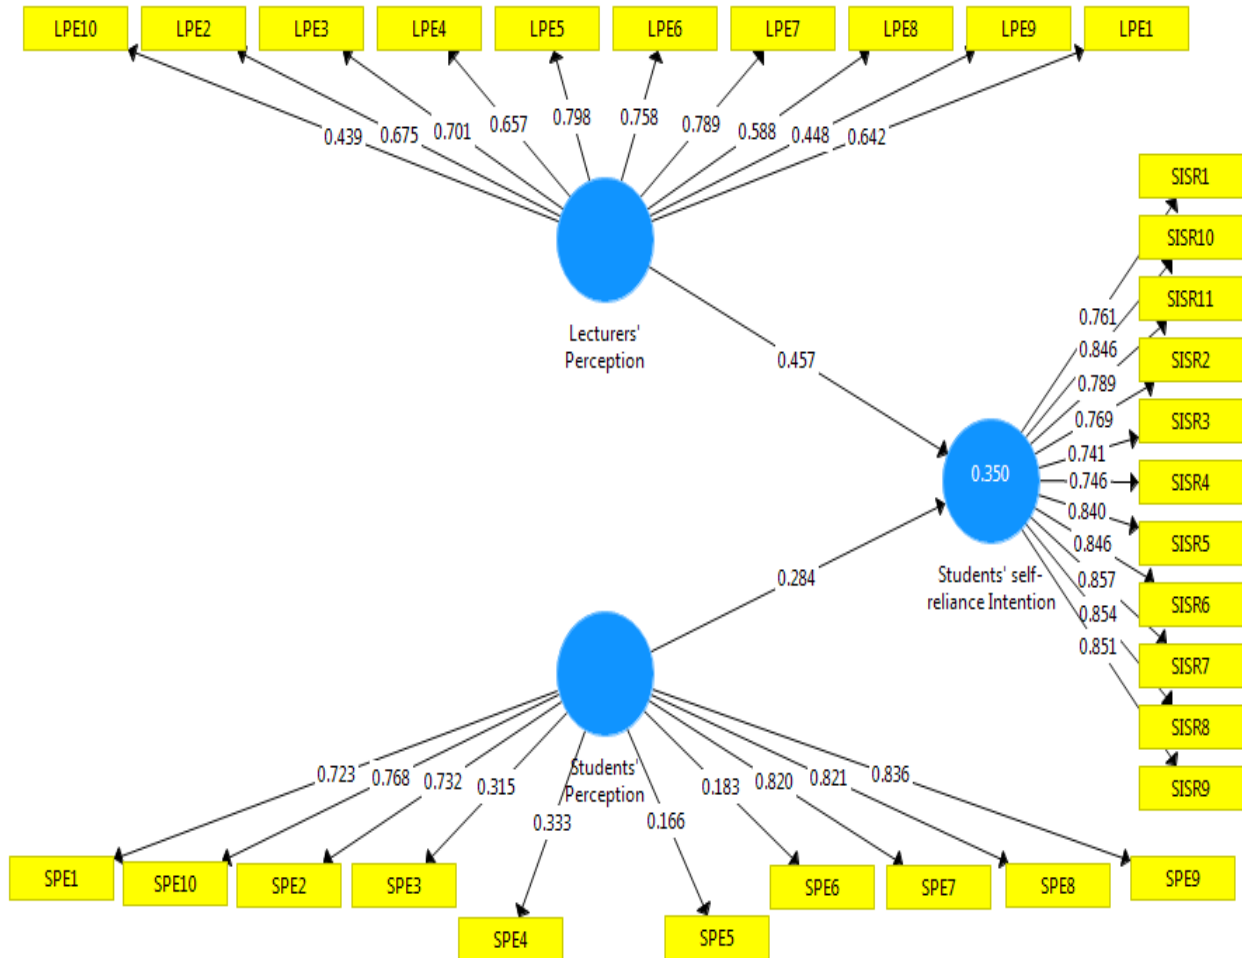 LPE10 LPE2 LPE3 LPE4 LPE5 LPE6 LPE7 LPE8 LPE9 LPE1
0.439 0.675 0.701 0.657 0.798 0.758 0.789 0.588 0.448 0.642
Lecturers'
Perception
0.457
SISR1
SISR10
SISR11
SISR2
SISR3
SISR4
SISR5
SISR6
SISR7
SISR8
SISR9
0.761
0.846
0.789
0.769
0.741
0.746
0.840
0.846
0.857
0.854
0.851
0.350
Students' self-
reliance Intention
0.284
Students'
Perception
0.723 0.768 0.732 0.315 0.333 0.166 0.183 0.820 0.821 0.836
SPE1 SPE10 SPE2 SPE3 SPE4 SPE5 SPE6 SPE7 SPE8 SPE9